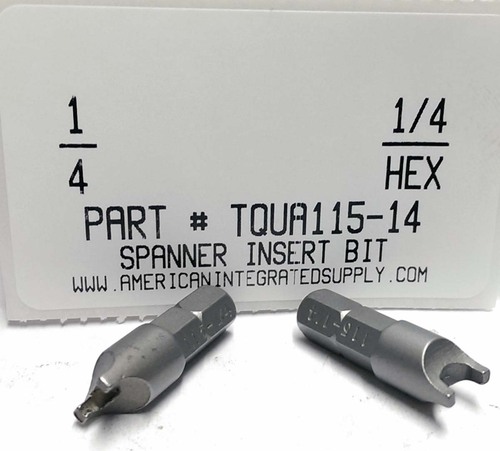 1/4 1/4
HEX
PART # TQUA115-14
SPANNER INSERT BIT
WWW.AMERICANINTEGRATEDSUPPLY.COM